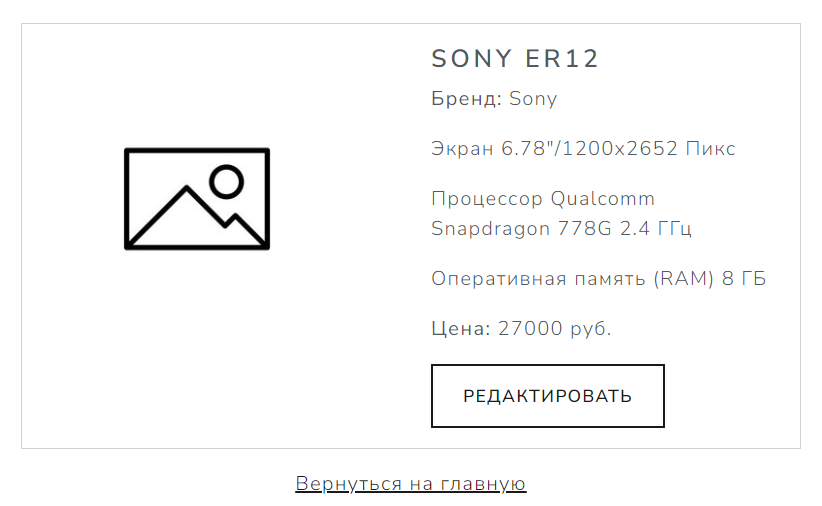 SONY ER12
Бренд: Sony
Экран 6.78"/1200x2652 Пикс
Процессор Qualcomm
Snapdragon 778G 2.4 ГГц
Оперативная память (RAM) 8 ГБ
Цена: 27000 руб.
РЕДАКТИРОВАТЬ
Вернуться на главную